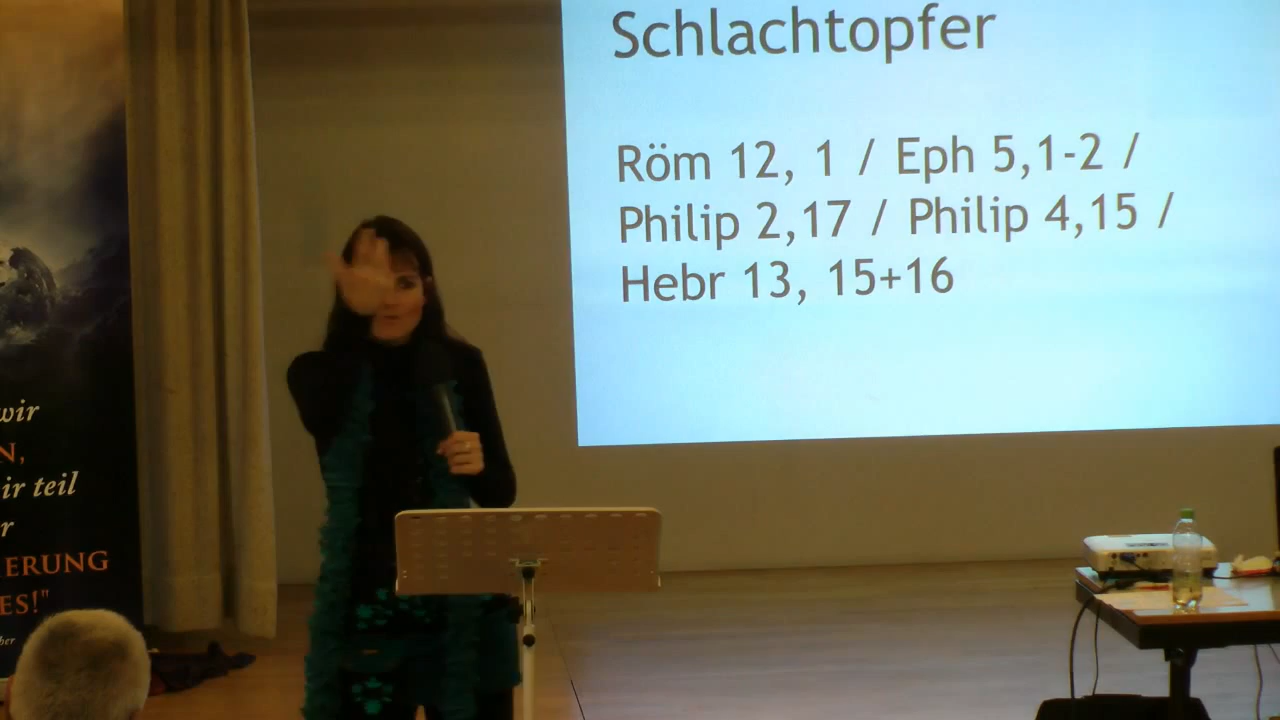 Schlachtopfer
Röm 12, 1 / Eph 5,1-2 /
Philip 2,17 / Philip 4,15 /
Hebr 13, 15+16
wir
N,
ir teil
r
ERUNG
ES!"